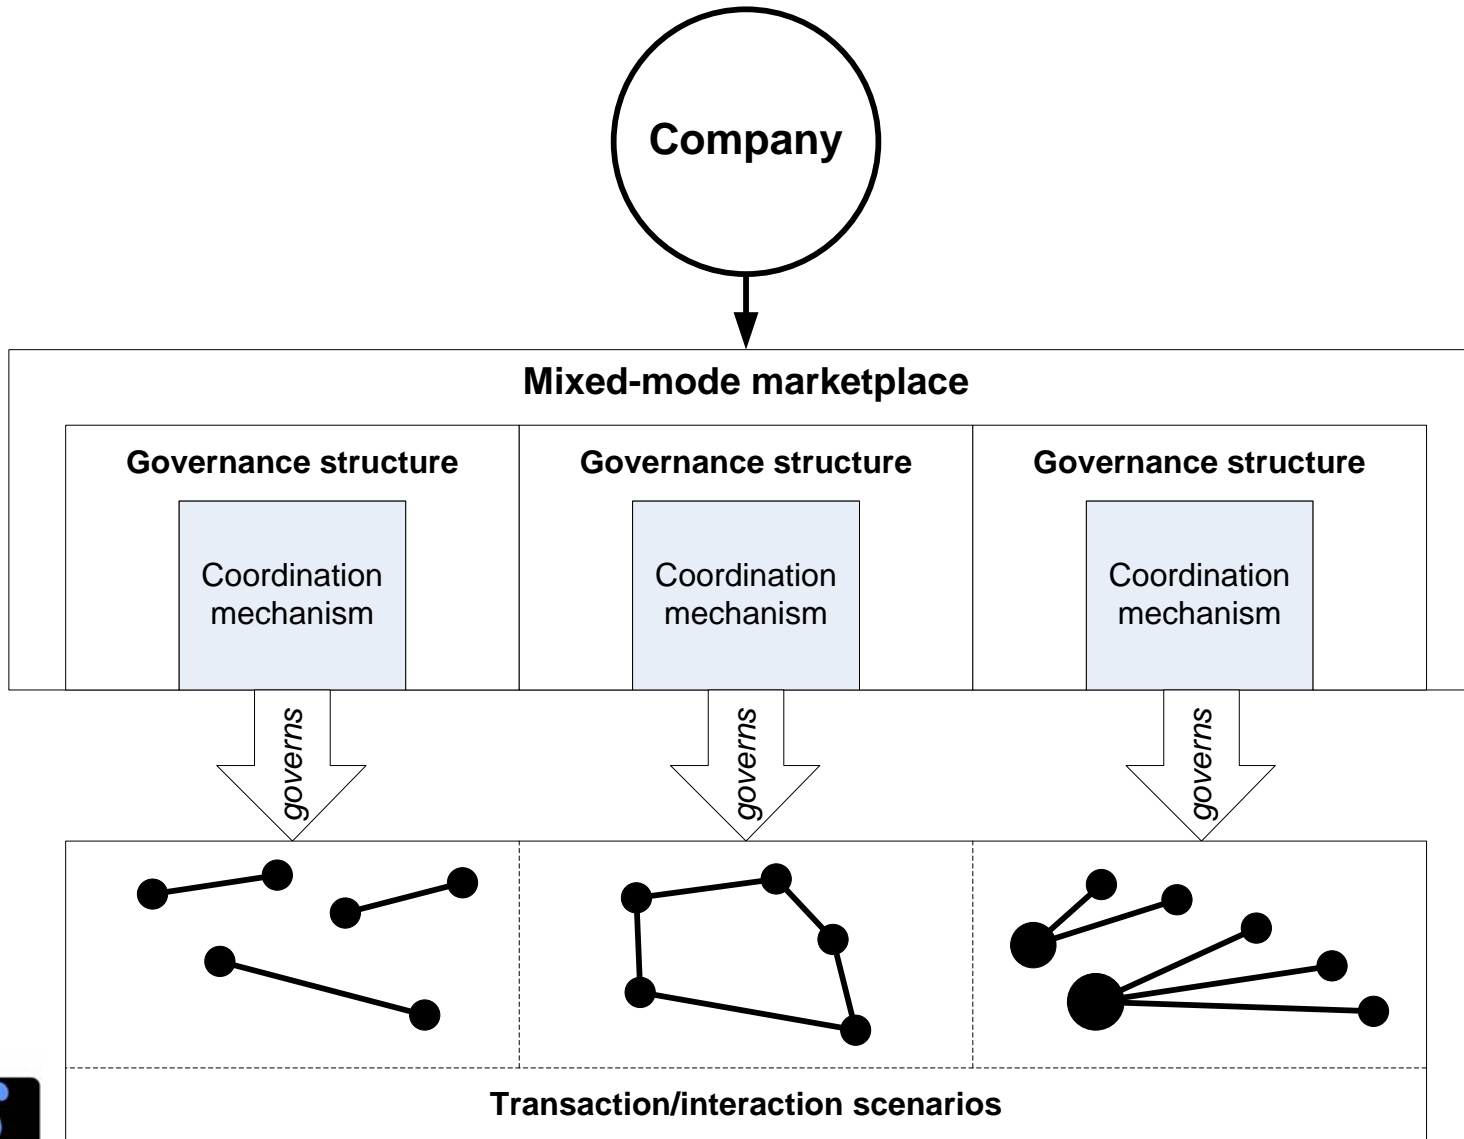 Company
Mixed-mode marketplace
Governance structure
Governance structure
Governance structure
Coordination
mechanism
Coordination
mechanism
Coordination
mechanism
governs
governs
governs
Transaction/interaction scenarios